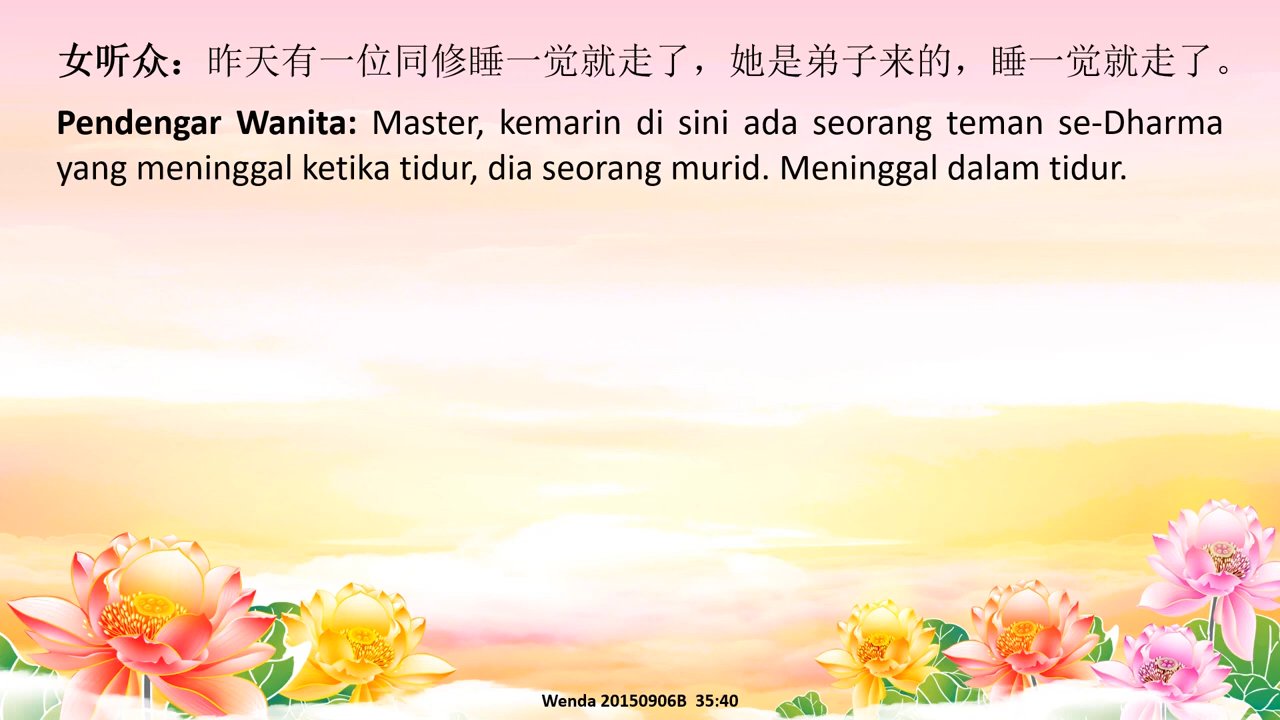 女听众：昨天有一位同修睡一觉就走了，她是弟子来的，睡一觉就走了。
Pendengar Wanita: Master, kemarin di sini ada seorang teman se-Dharma
yang meninggal ketika tidur, dia seorang murid. Meninggal dalam tidur.
Wenda 20150906B 35:40